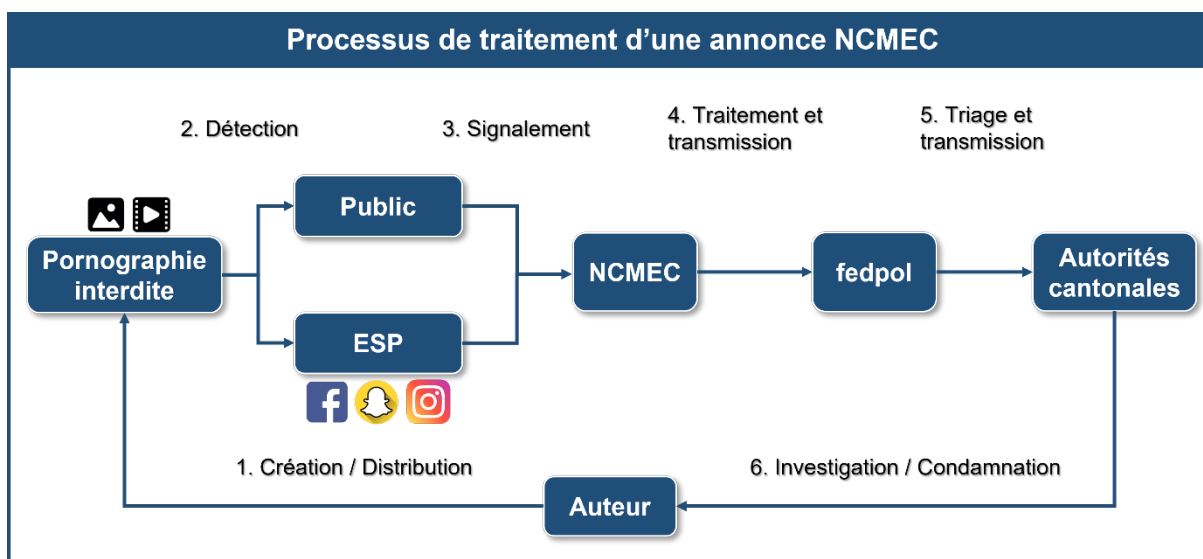 Processus de traitement d’une annonce NCMEC
2. Détection
3. Signalement
4. Traitement et
transmission
5. Triage et
transmission
Public
Pornographie
interdite
NCMEC
fedpol
Autorités
cantonales
ESP
1. Création / Distribution
6. Investigation / Condamnation
Auteur